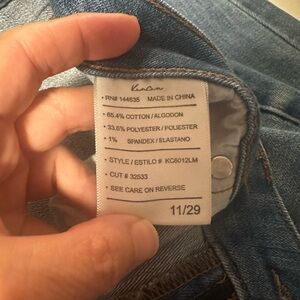 KanCan
• RN# 144635 MADE IN CHINA
• 65.4% COTTON / ALGODON
• 33.6% POLYESTER / POLIESTER
• 1% SPANDEX / ELASTANO
• STYLE / ESTILO # KC6012LM
• CUT # 32533
• SEE CARE ON REVERSE
11/29